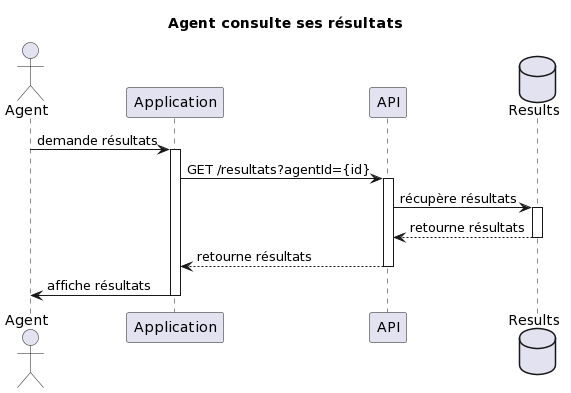 Agent consulte ses résultats
Agent
Application
API
Results
demande résultats
GET /resultats?agentId={id}
récupère résultats
retourne résultats
retourne résultats
affiche résultats
Agent
Application
API
Results